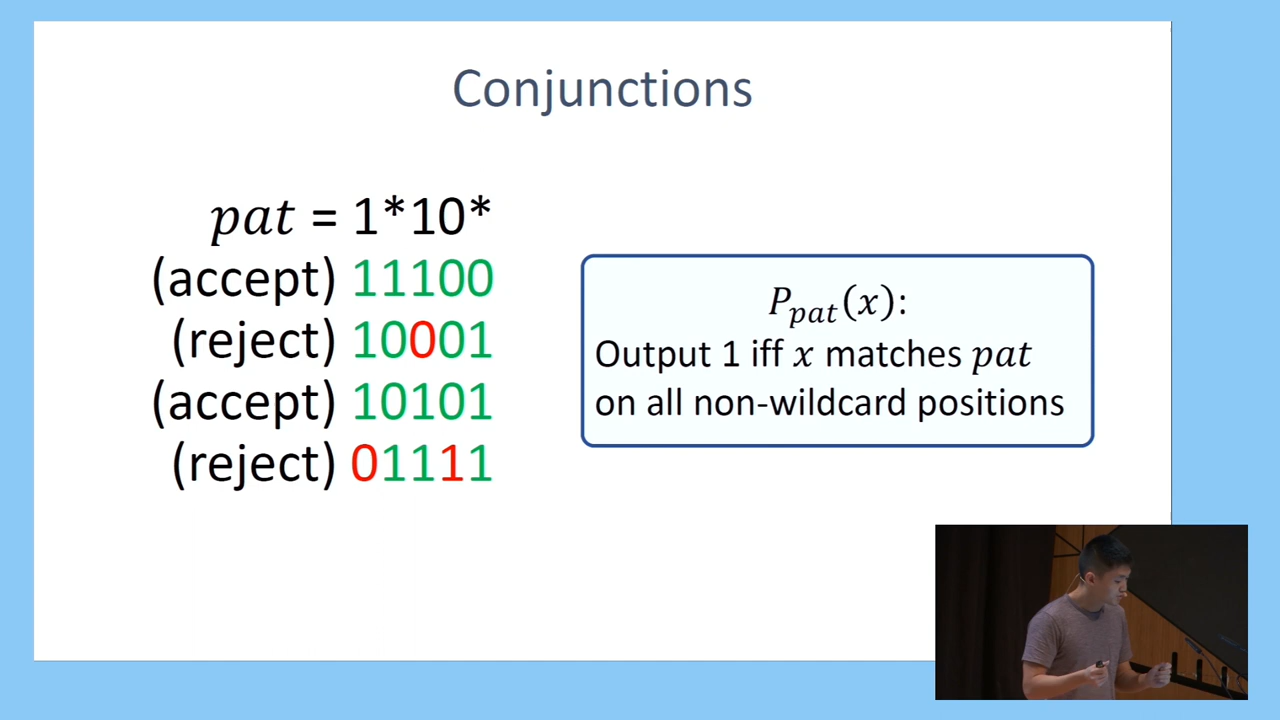 Conjunctions
pat = 1*10*
(accept) 11100
(reject) 10001
(accept) 10101
(reject) 01111
P_pat(x):
Output 1 iff x matches pat
on all non-wildcard positions